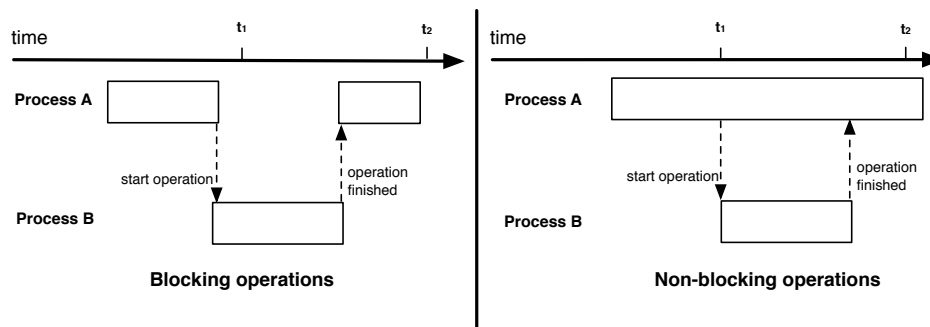 time
t1
t2
Process A
start operation
operation
finished
Process B
Blocking operations
time
t1
t2
Process A
start operation
operation
finished
Process B
Non-blocking operations